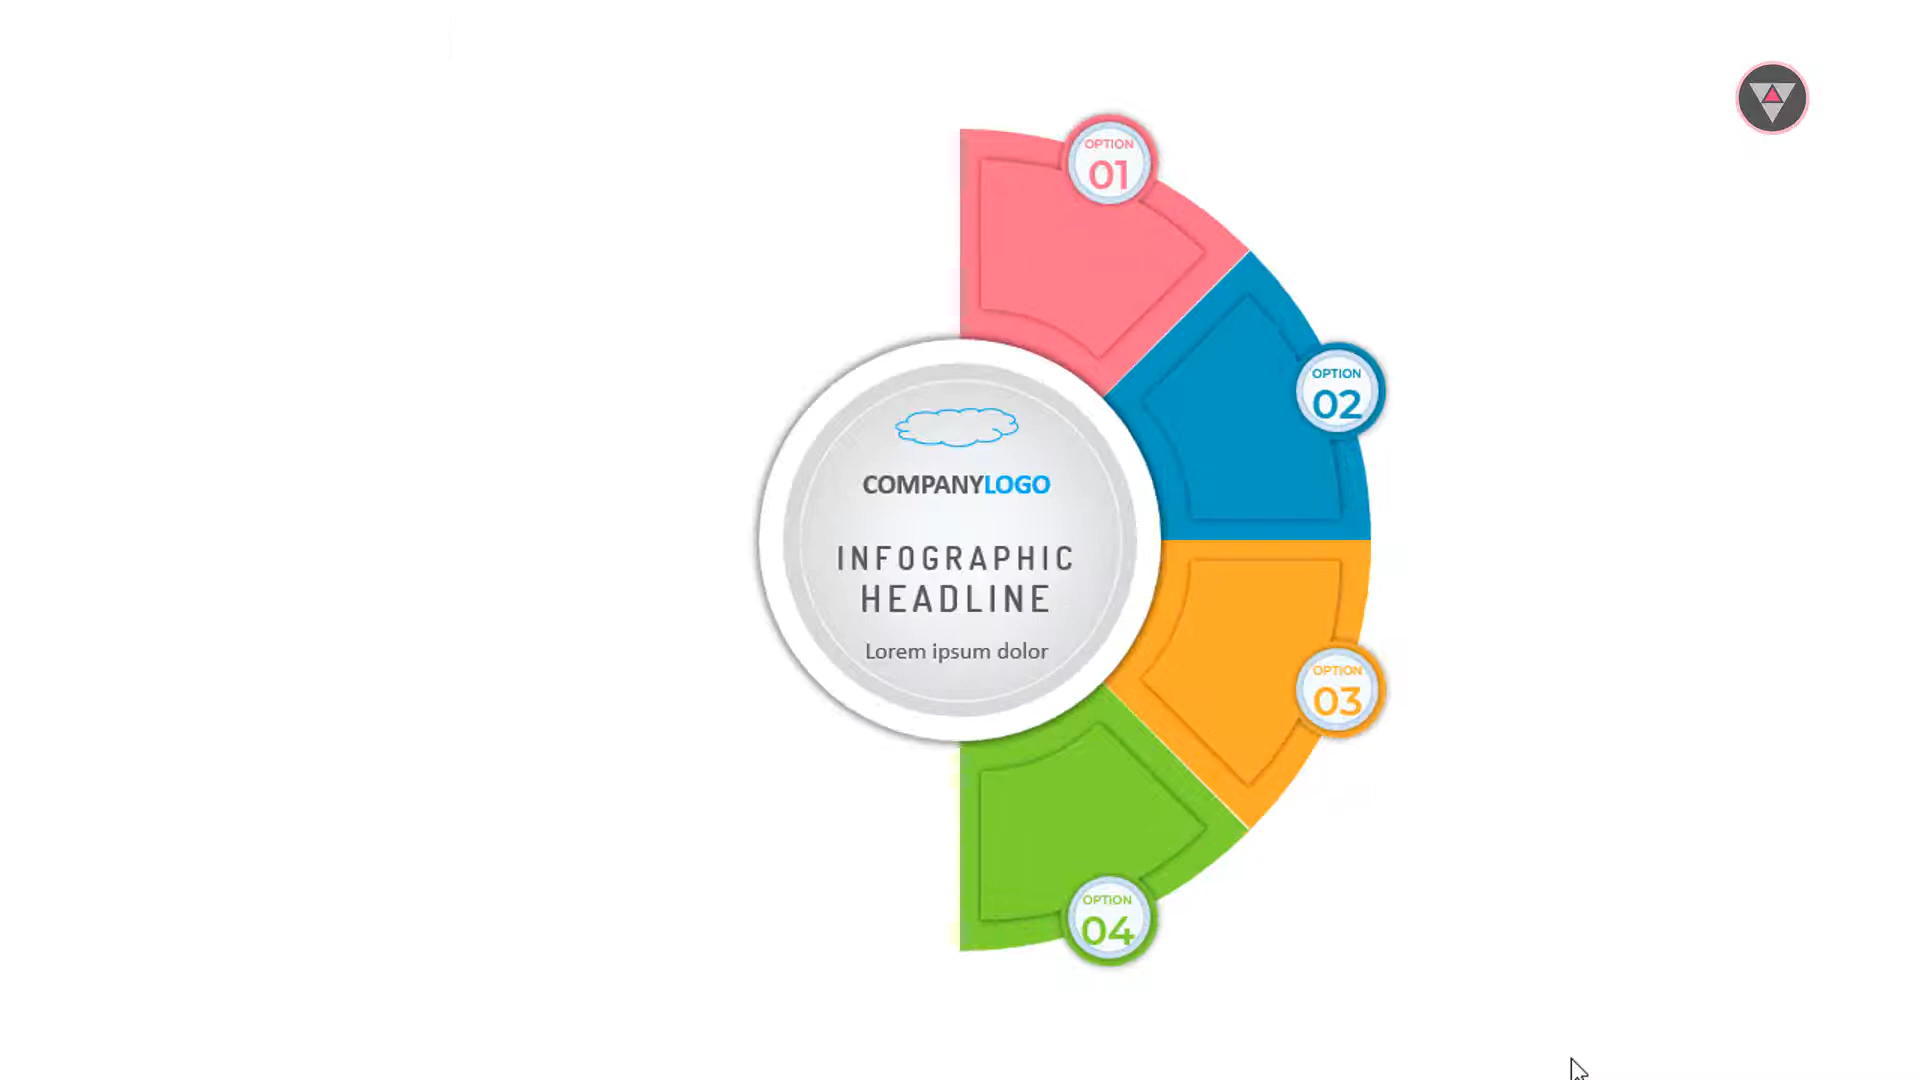 OPTION
01
OPTION
02
COMPANYLOGO
INFOGRAPHIC
HEADLINE
Lorem ipsum dolor
OPTION
03
OPTION
04